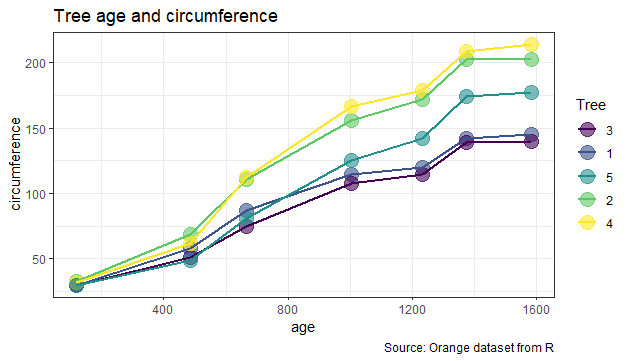 Tree age and circumference
circumference
200
150
100
50
400
800
1200
1600
age
Tree
3
1
5
2
4
Source: Orange dataset from R